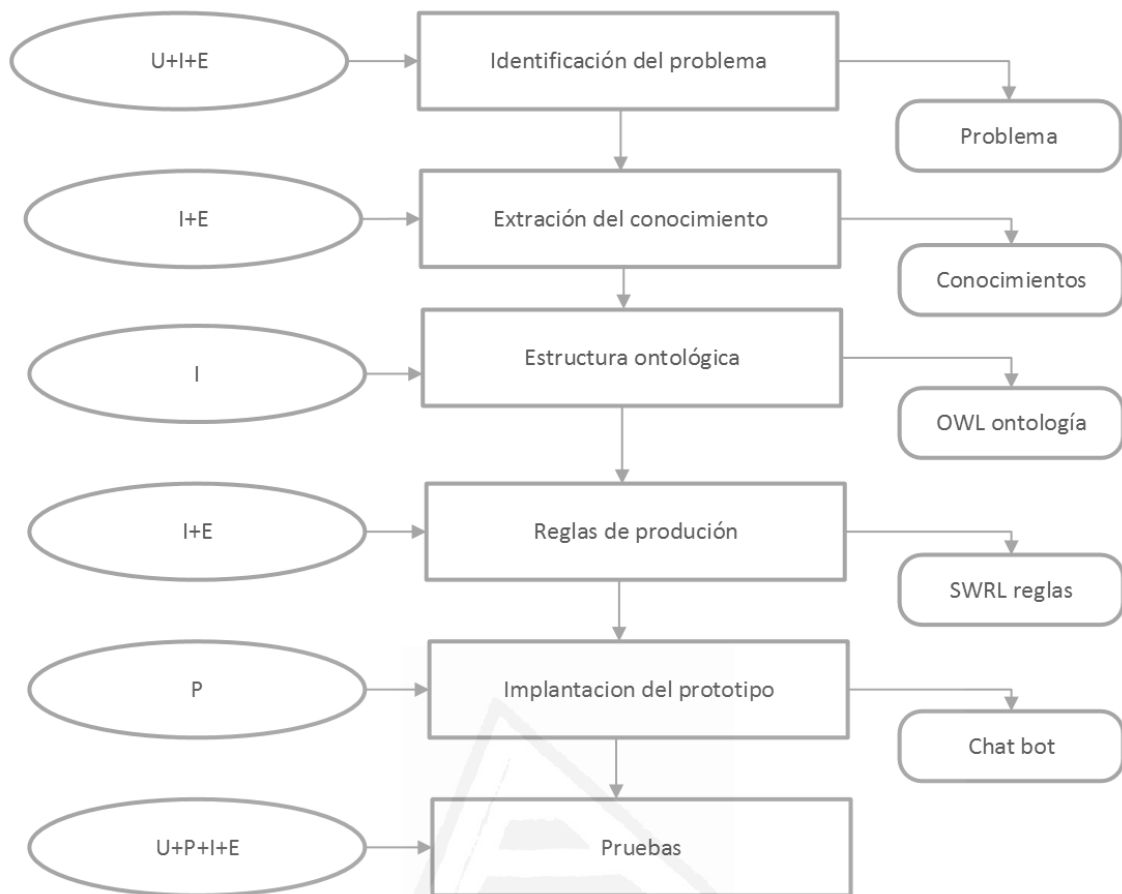 U+I+E
Identificación del problema
Problema
I+E
Extración del conocimiento
Conocimientos
I
Estructura ontológica
OWL ontología
I+E
Reglas de produción
SWRL reglas
P
Implantacion del prototipo
Chat bot
U+P+I+E
Pruebas